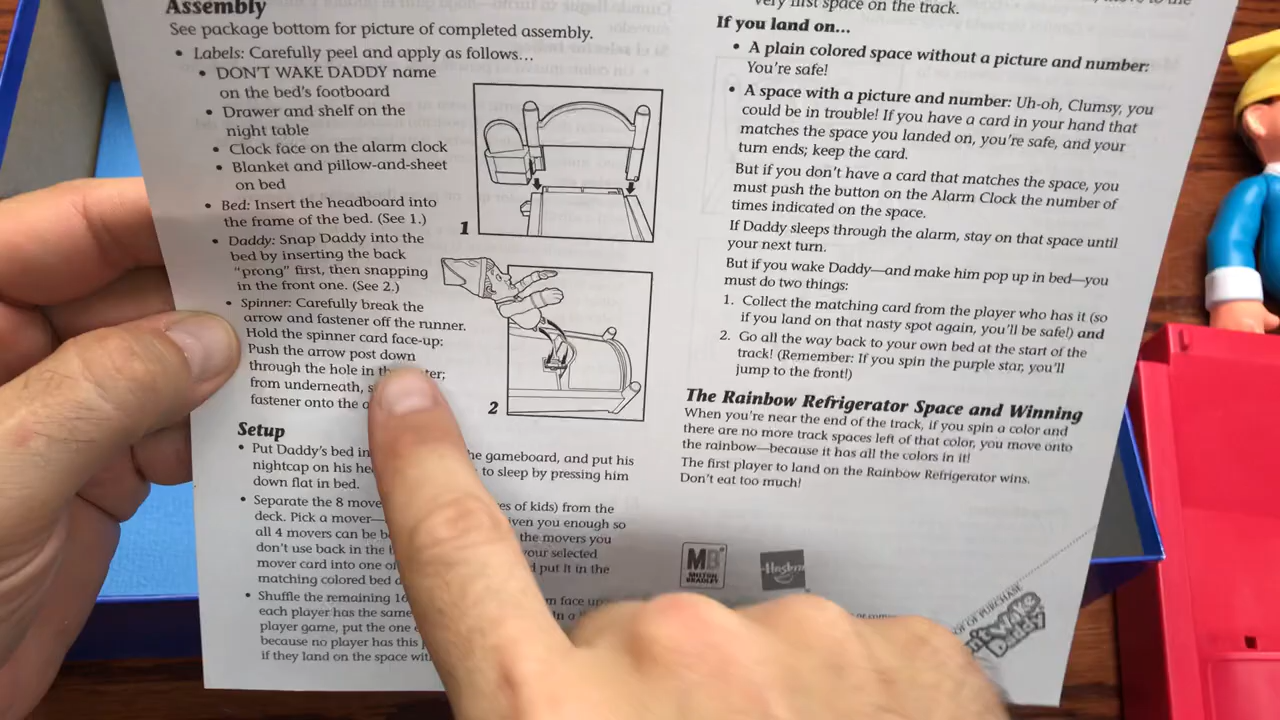 Assembly
See package bottom for picture of completed assembly.
• Labels: Carefully peel and apply as follows...
• DON'T WAKE DADDY name
on the bed's footboard
• Drawer and shelf on the
night table
• Clock face on the alarm clock
• Blanket and pillow-and-sheet
on bed
• Bed: Insert the headboard into
the frame of the bed. (See 1.)
• Daddy: Snap Daddy into the
bed by inserting the back
"prong" first, then snapping
in the front one. (See 2.)
• Spinner: Carefully break the
arrow and fastener off the runner.
Hold the spinner card face-up:
Push the arrow post down
through the hole in
from underneath,
fastener onto the
1
2
Setup
• Put Daddy's bed in he gameboard, and put his
nightcap on his to sleep by pressing him
down flat in bed.
• Separate the 8 of kids) from the
deck. Pick a mover— you enough so
all 4 movers can be the movers you
don't use back in the your selected
mover card into one put it in the
matching colored bed
• Shuffle the remaining face up
each player has the same
player game, put the one
because no player has this
if they land on the space
very first space on the track.
If you land on...
• A plain colored space without a picture and number:
You're safe!
• A space with a picture and number: Uh-oh, Clumsy, you
could be in trouble! If you have a card in your hand that
matches the space you landed on, you're safe, and your
turn ends; keep the card.
But if you don't have a card that matches the space, you
must push the button on the Alarm Clock the number of
times indicated on the space.
If Daddy sleeps through the alarm, stay on that space until
your next turn.
But if you wake Daddy—and make him pop up in bed—you
must do two things:
1. Collect the matching card from the player who has it (so
if you land on that nasty spot again, you'll be safe!) and
2. Go all the way back to your own bed at the start of the
track! (Remember: If you spin the purple star, you'll
jump to the front!)
The Rainbow Refrigerator Space and Winning
When you're near the end of the track, if you spin a color and
there are no more track spaces left of that color, you move onto
the rainbow—because it has all the colors in it!
The first player to land on the Rainbow Refrigerator wins.
Don't eat too much!
MB
MILTON
BRADLEY
Hasbro
OF PURCHASE
Wake
Daddy